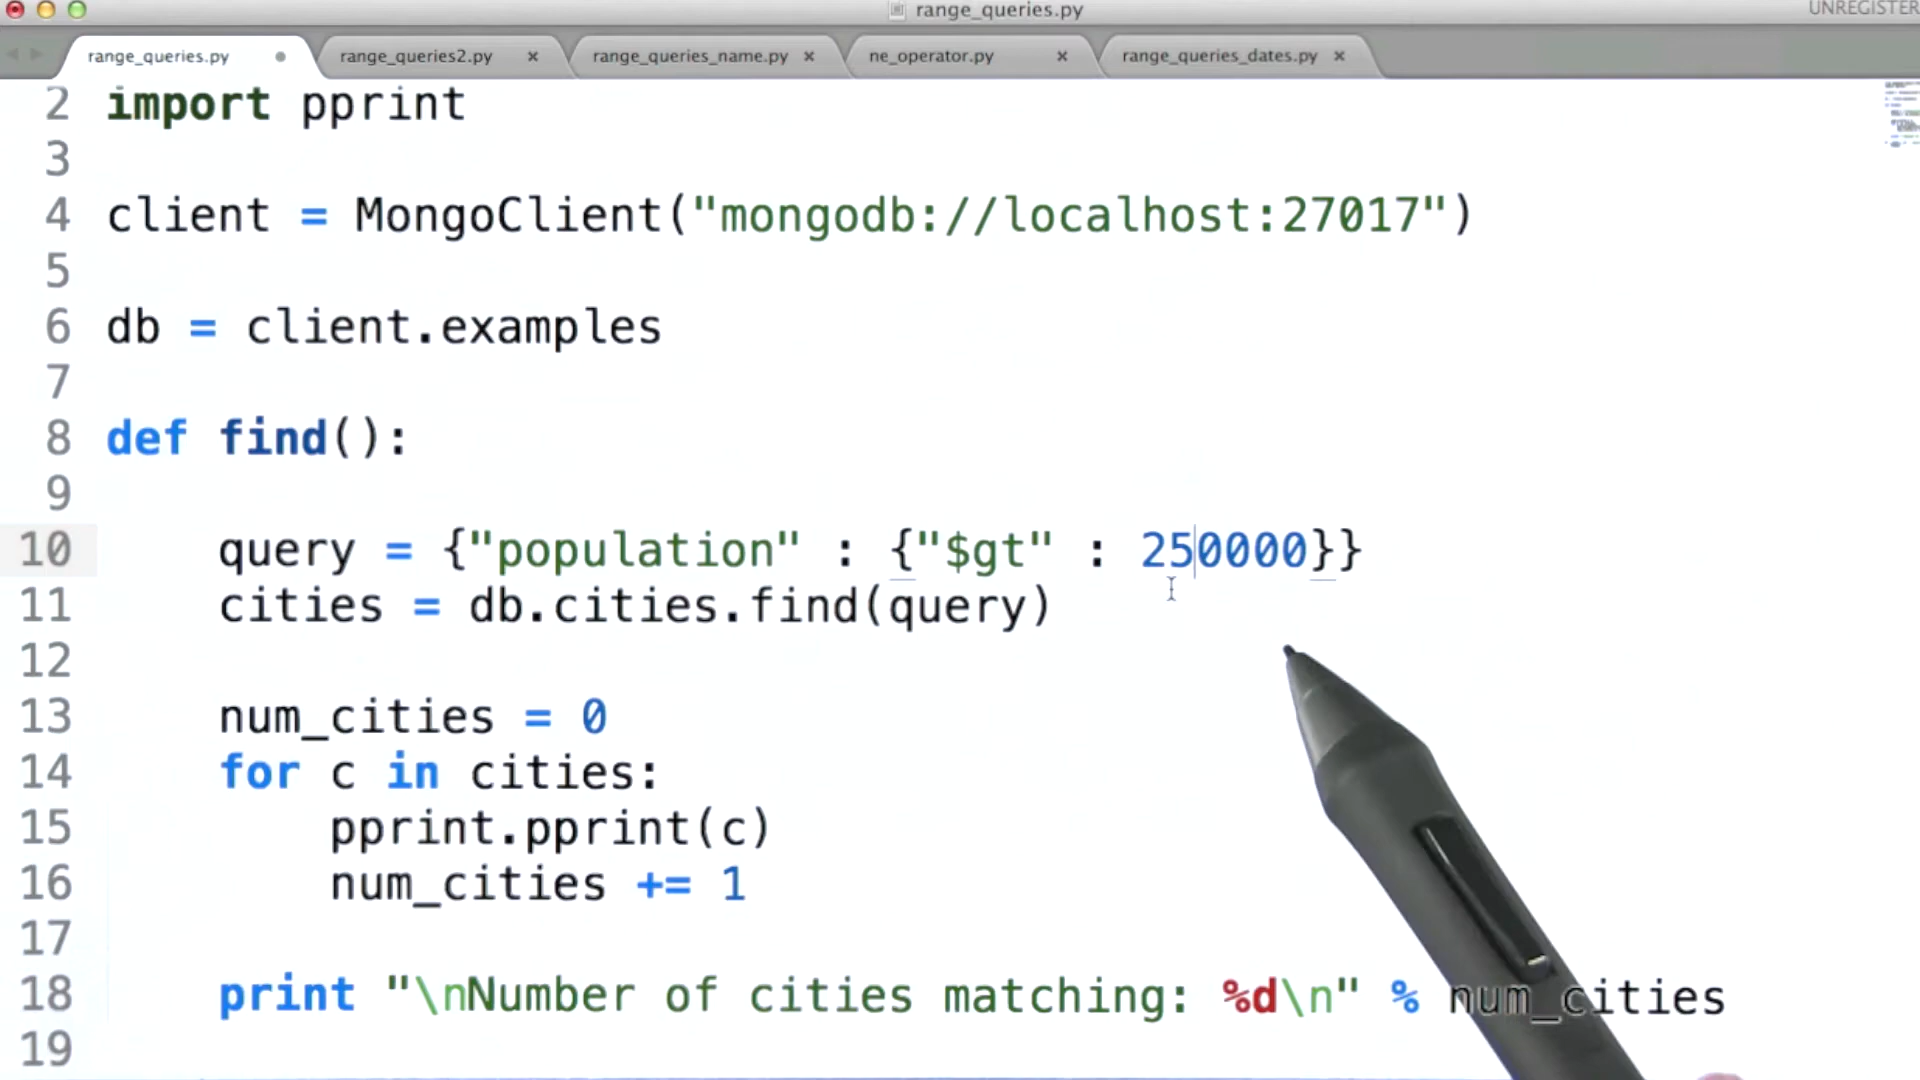 range_queries.py
UNREGISTER
range_queries.py
range_queries2.py
range_queries_name.py
ne_operator.py
range_queries_dates.py
2 import pprint
3
4 client = MongoClient("mongodb://localhost:27017")
5
6 db = client.examples
7
8 def find():
9
10 query = {"population" : {"$gt" : 250000}}
11 cities = db.cities.find(query)
12
13 num_cities = 0
14 for c in cities:
15 pprint.pprint(c)
16 num_cities += 1
17
18 print "\nNumber of cities matching: %d\n" % num_cities
19